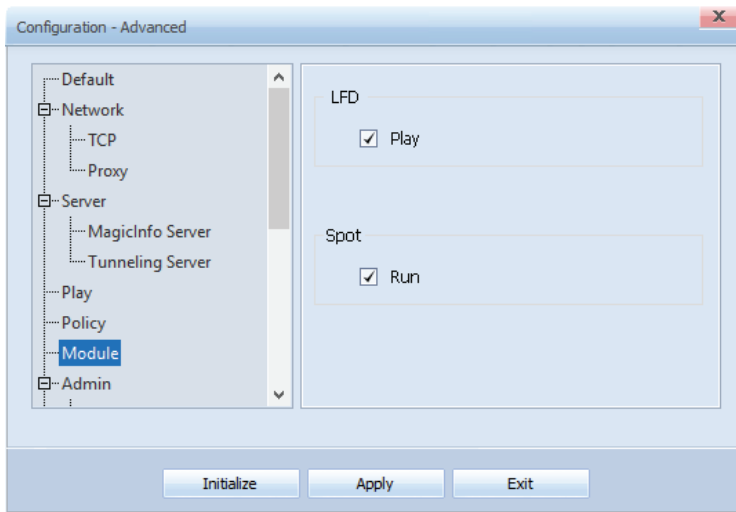 Configuration - Advanced
x
Default
Network
TCP
Proxy
Server
MagicInfo Server
Tunneling Server
Play
Policy
Module
Admin
LFD
Play
Spot
Run
Initialize
Apply
Exit